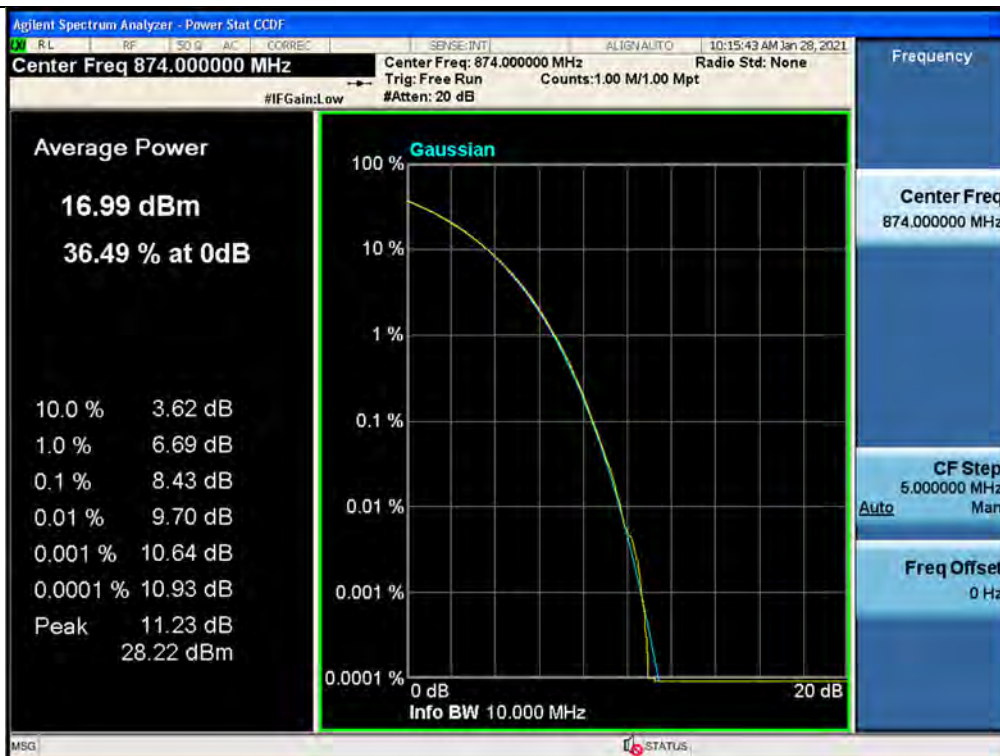 Agilent Spectrum Analyzer - Power Stat CCDF
LXI RL RF 50 Ω AC CORREC SENSE:INT ALIGNAUTO 10:15:43 AM Jan 28, 2021
Center Freq 874.000000 MHz
#IFGain:Low
Center Freq: 874.000000 MHz Radio Std: None
Trig: Free Run Counts:1.00 M/1.00 Mpt
#Atten: 20 dB
Average Power
16.99 dBm
36.49 % at 0dB
10.0 % 3.62 dB
1.0 % 6.69 dB
0.1 % 8.43 dB
0.01 % 9.70 dB
0.001 % 10.64 dB
0.0001 % 10.93 dB
Peak 11.23 dB
28.22 dBm
Gaussian
100 %
10 %
1 %
0.1 %
0.01 %
0.001 %
0.0001 %
0 dB 20 dB
Info BW 10.000 MHz
Frequency
Center Freq
874.000000 MHz
CF Step
5.000000 MHz
Auto Man
Freq Offset
0 Hz
MSG STATUS